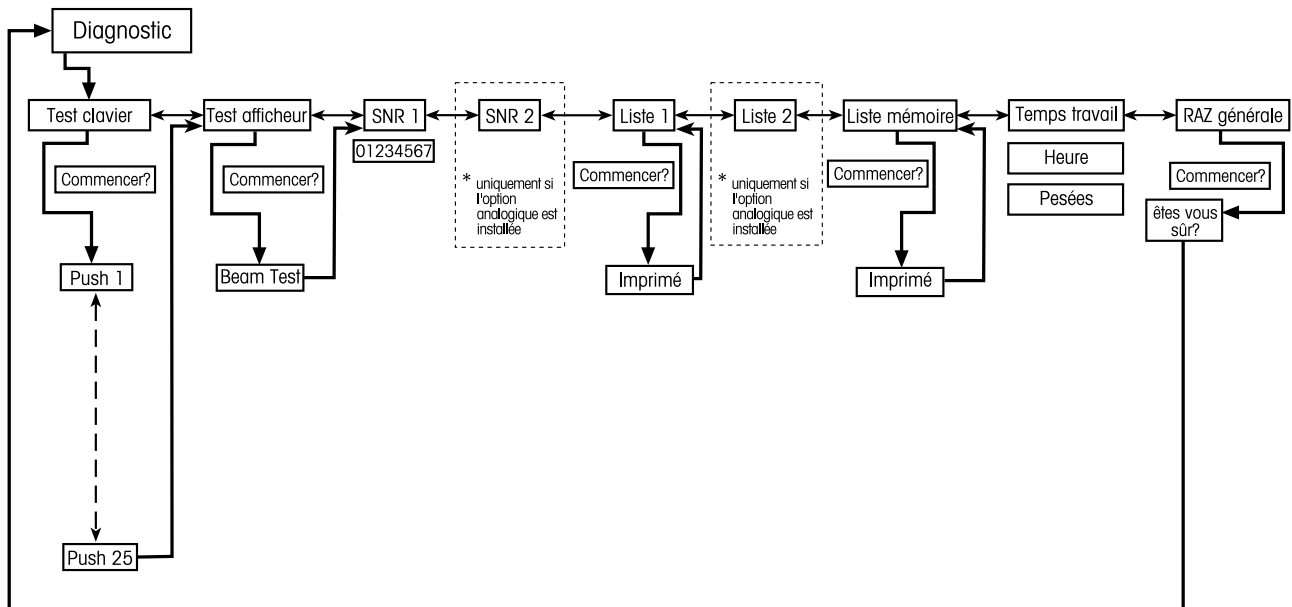 Diagnostic
Test clavier
Test afficheur
SNR 1
SNR 2
Liste 1
Liste 2
Liste mémoire
Temps travail
RAZ générale
01234567
Heure
Commencer?
Commencer?
Commencer?
Commencer?
Commencer?
* uniquement si
l'option
analogique est
installée
* uniquement si
l'option
analogique est
installée
Pesées
êtes vous
sûr?
Push 1
Beam Test
Imprimé
Imprimé
Push 25